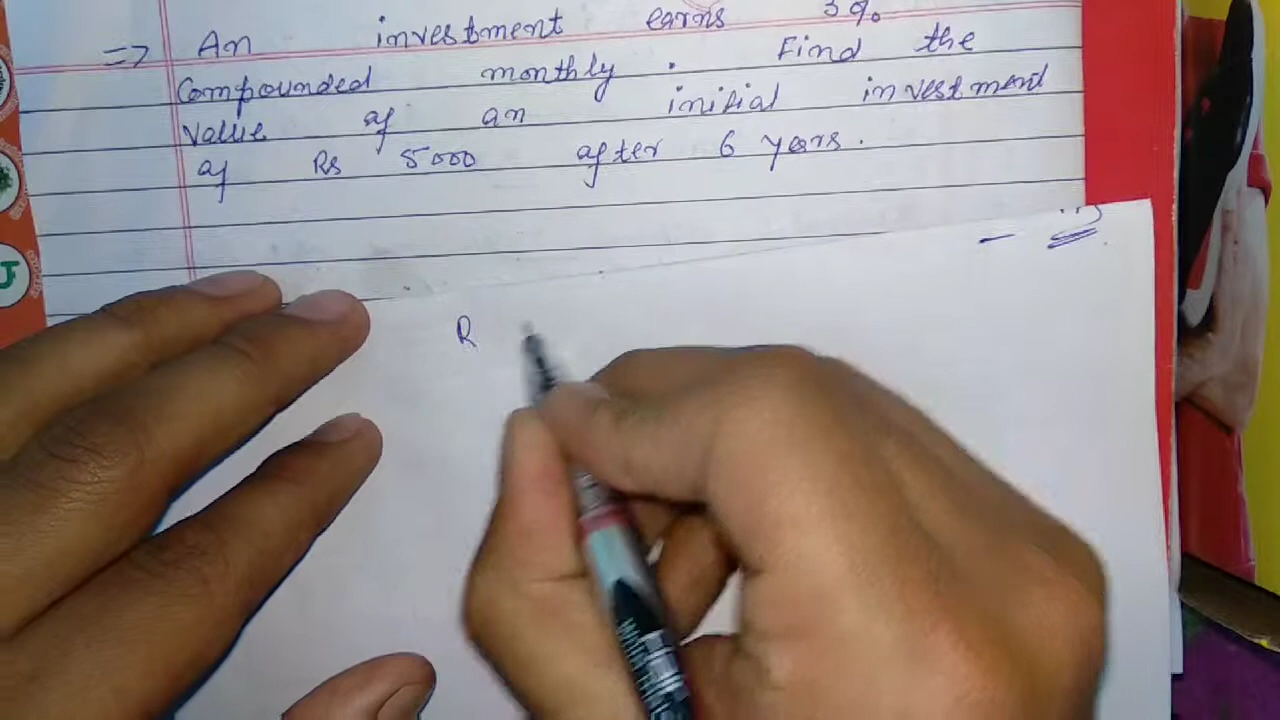 => An investment earns 3%
Compounded monthly. Find the
value of an initial investment
of Rs 5000 after 6 years.
R